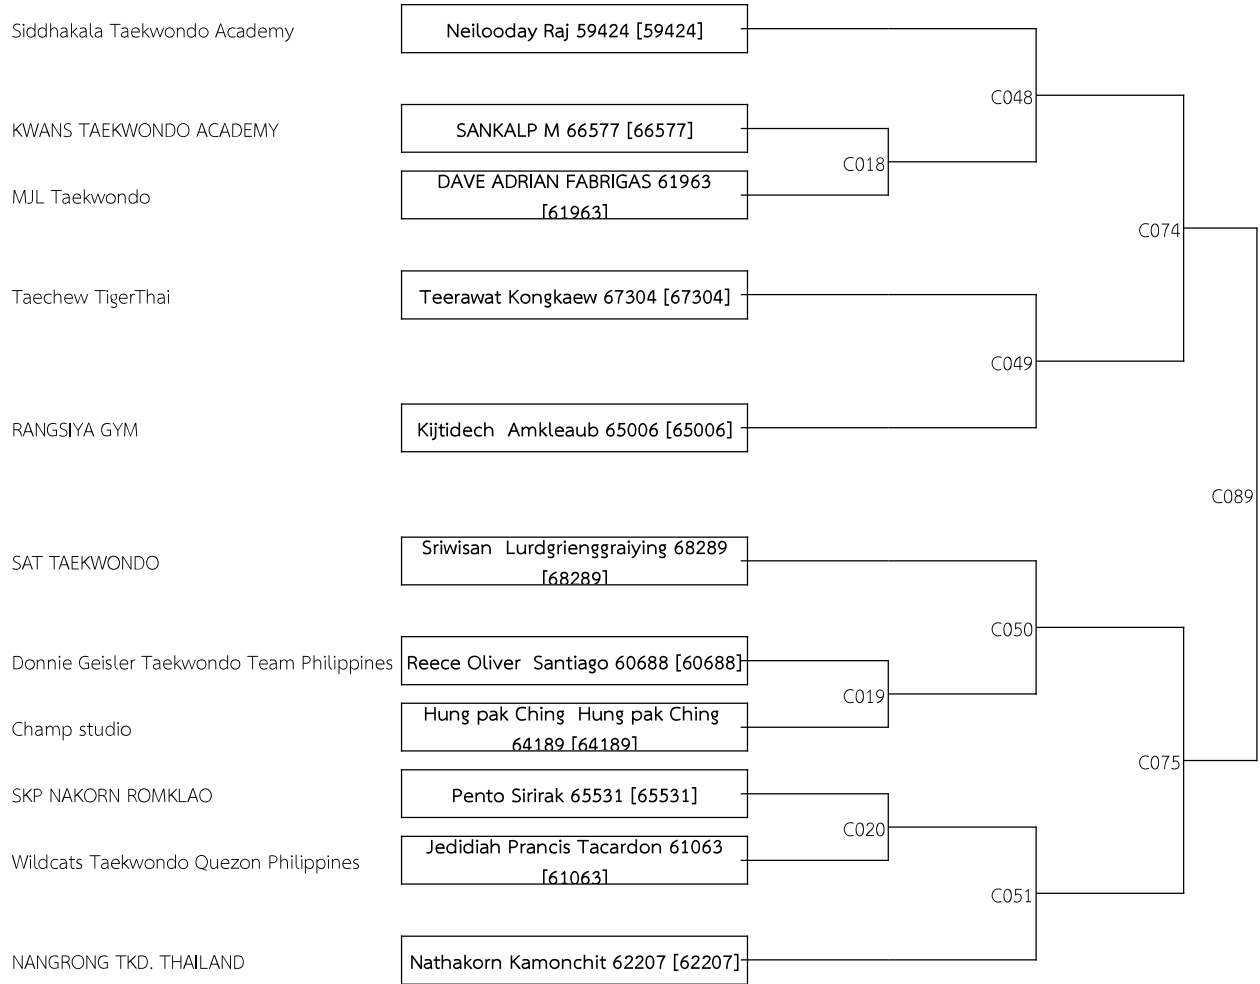 Siddhakala Taekwondo Academy
Neilooday Raj 59424 [59424]
C048
KWANS TAEKWONDO ACADEMY
SANKALP M 66577 [66577]
C018
MJL Taekwondo
DAVE ADRIAN FABRIGAS 61963
[61963]
C074
Taechew TigerThai
Teerawat Kongkaew 67304 [67304]
C049
RANGSIYA GYM
Kijtidech Amkleaub 65006 [65006]
C089
SAT TAEKWONDO
Sriwisan Lurdgrienggraiying 68289
[68289]
C050
Donnie Geisler Taekwondo Team Philippines
Reece Oliver Santiago 60688 [60688]
C019
Champ studio
Hung pak Ching Hung pak Ching
64189 [64189]
C075
SKP NAKORN ROMKLAO
Pento Sirirak 65531 [65531]
C020
Wildcats Taekwondo Quezon Philippines
Jedidiah Prancis Tacardon 61063
[61063]
C051
NANGRONG TKD. THAILAND
Nathakorn Kamonchit 62207 [62207]